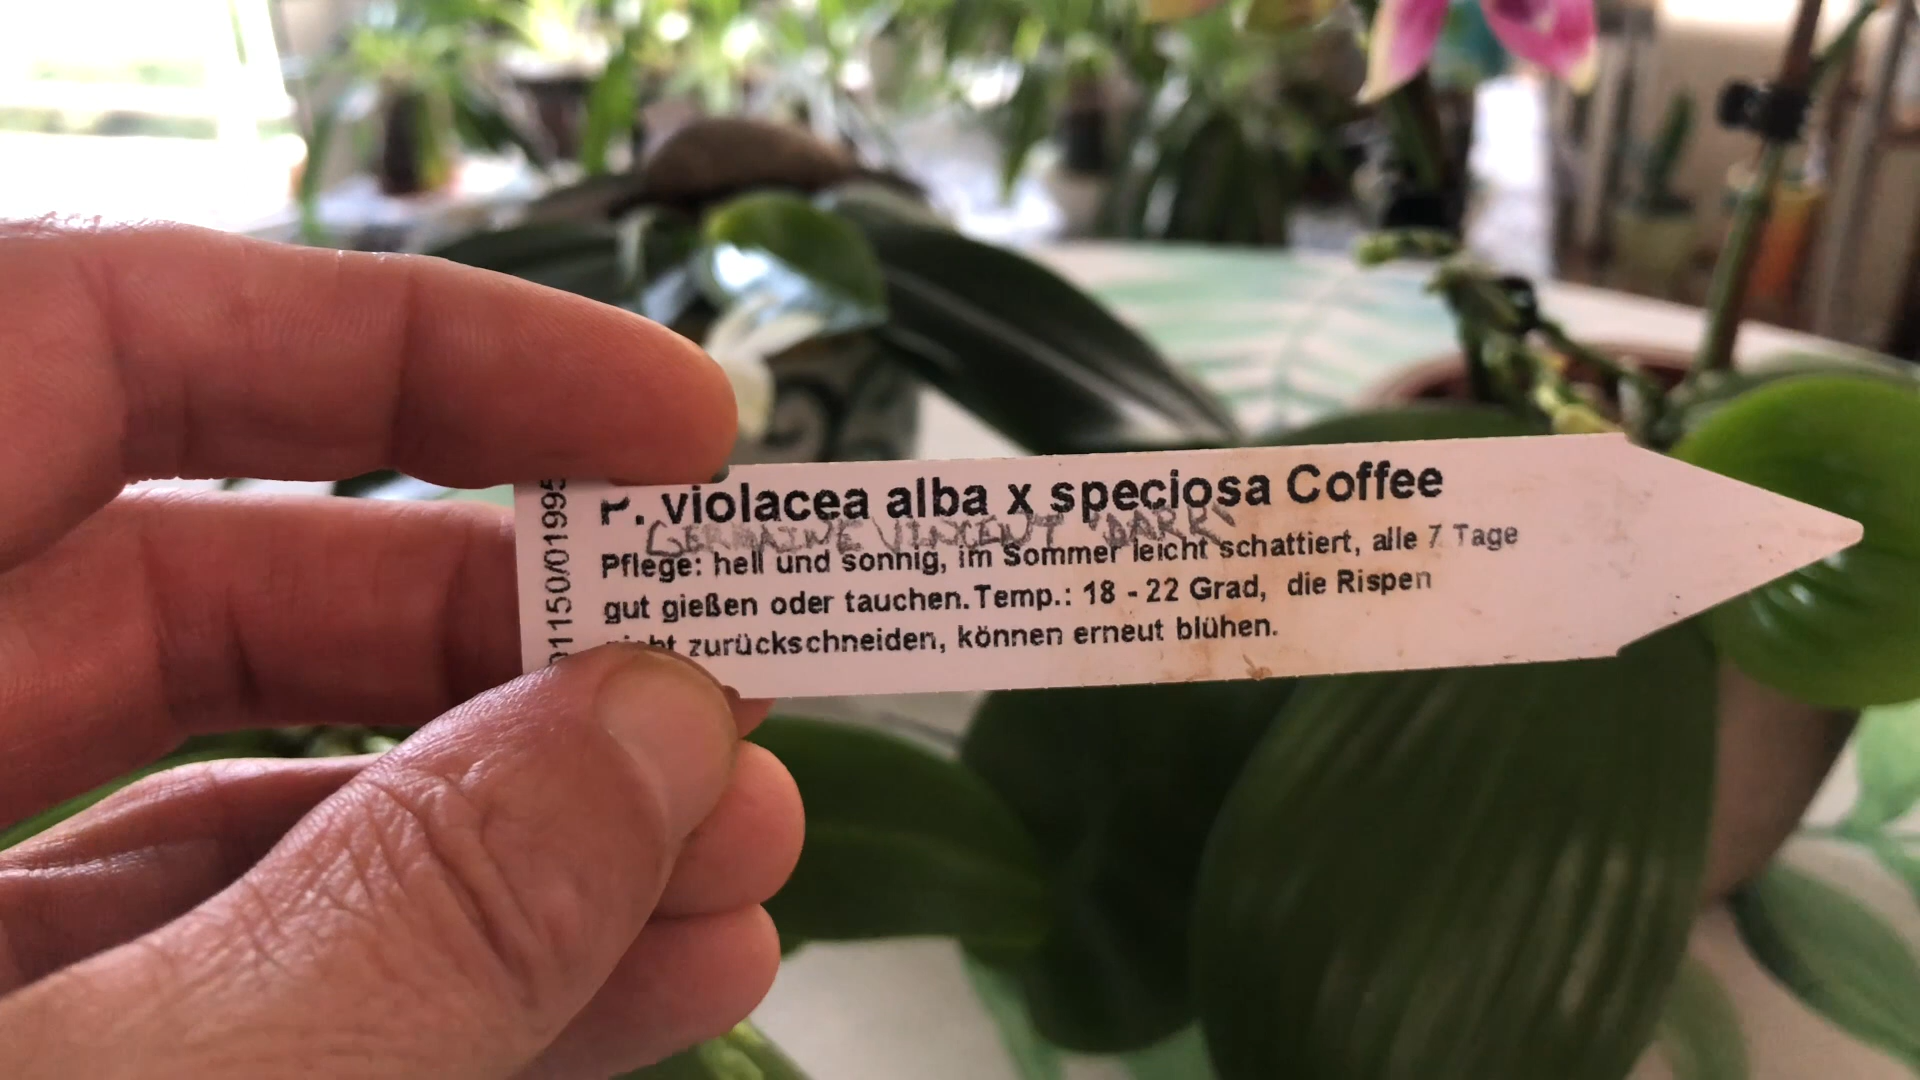 P. violacea alba x speciosa Coffee
GERMAINE VINCENT 'DARK'
Pflege: hell und sonnig, im Sommer leicht schattiert, alle 7 Tage
gut gießen oder tauchen. Temp.: 18 - 22 Grad, die Rispen
nicht zurückschneiden, können erneut blühen.
01150/01995